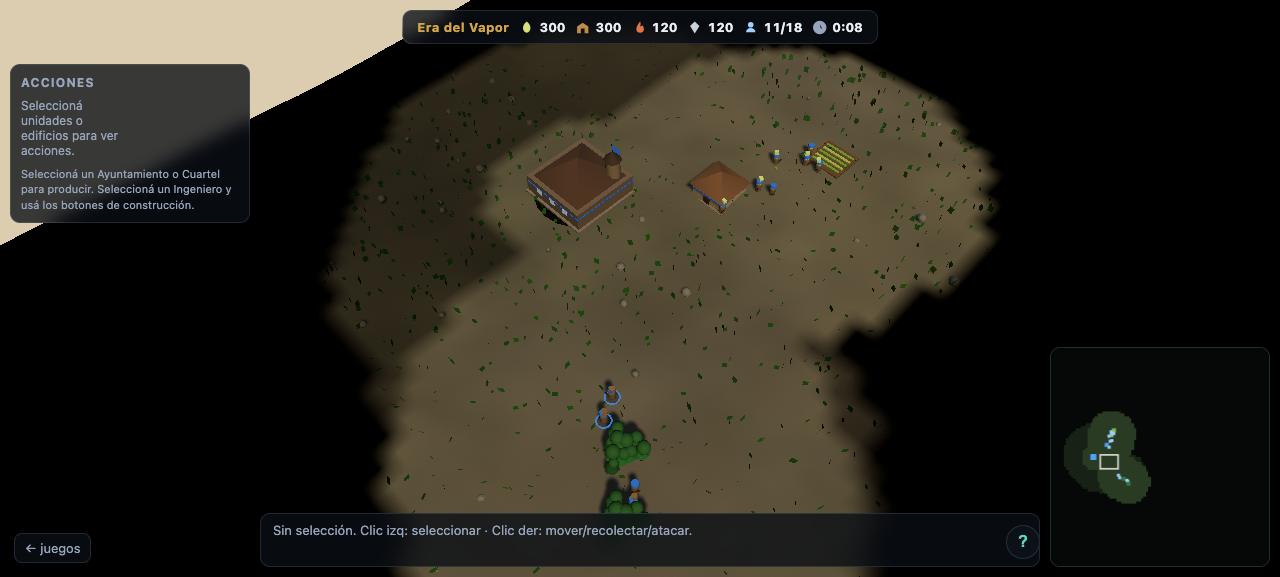 Era del Vapor 300 300 120 120 11/18 0:08
ACCIONES
Seleccioná
unidades o
edificios para ver
acciones.
Seleccioná un Ayuntamiento o Cuartel
para producir. Seleccioná un Ingeniero y
usá los botones de construcción.
Sin selección. Clic izq: seleccionar · Clic der: mover/recolectar/atacar.
?
← juegos